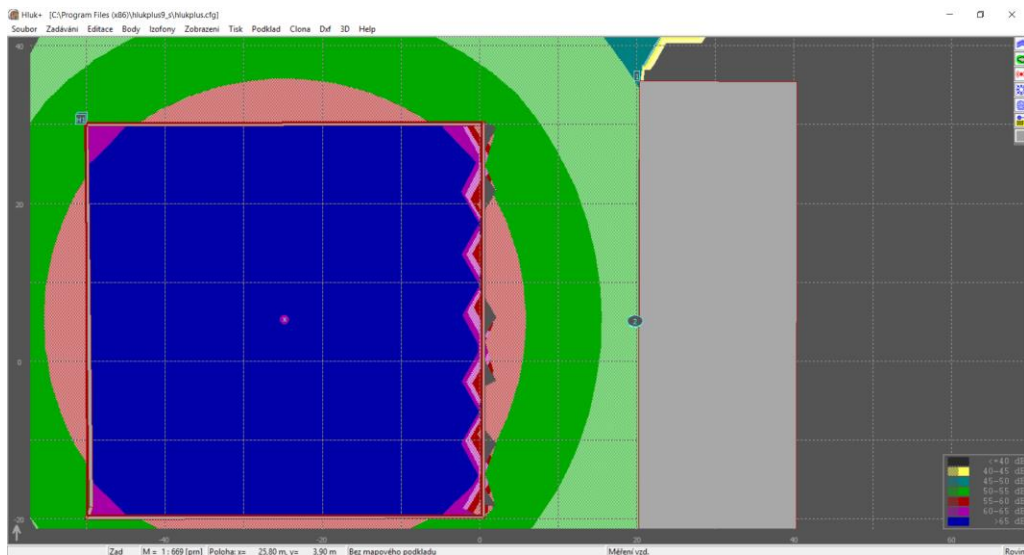 Hluk+ [C:\Program Files (x86)\hlukplus9_s\hlukplus.cfg]
Soubor Zadávání Editace Body Izofony Zobrazeni Tisk Podklad Clona Dxf 3D Help
40
20
0
-20
-40
-20
0
20
40
60
2
<=40 dB
40-45 dB
45-50 dB
50-55 dB
55-60 dB
60-65 dB
>65 dB
Zad M = 1 : 669 [pm] Poloha: x= 25.80 m, y= 3.90 m Bez mapového podkladu Měření vzd. Rovin